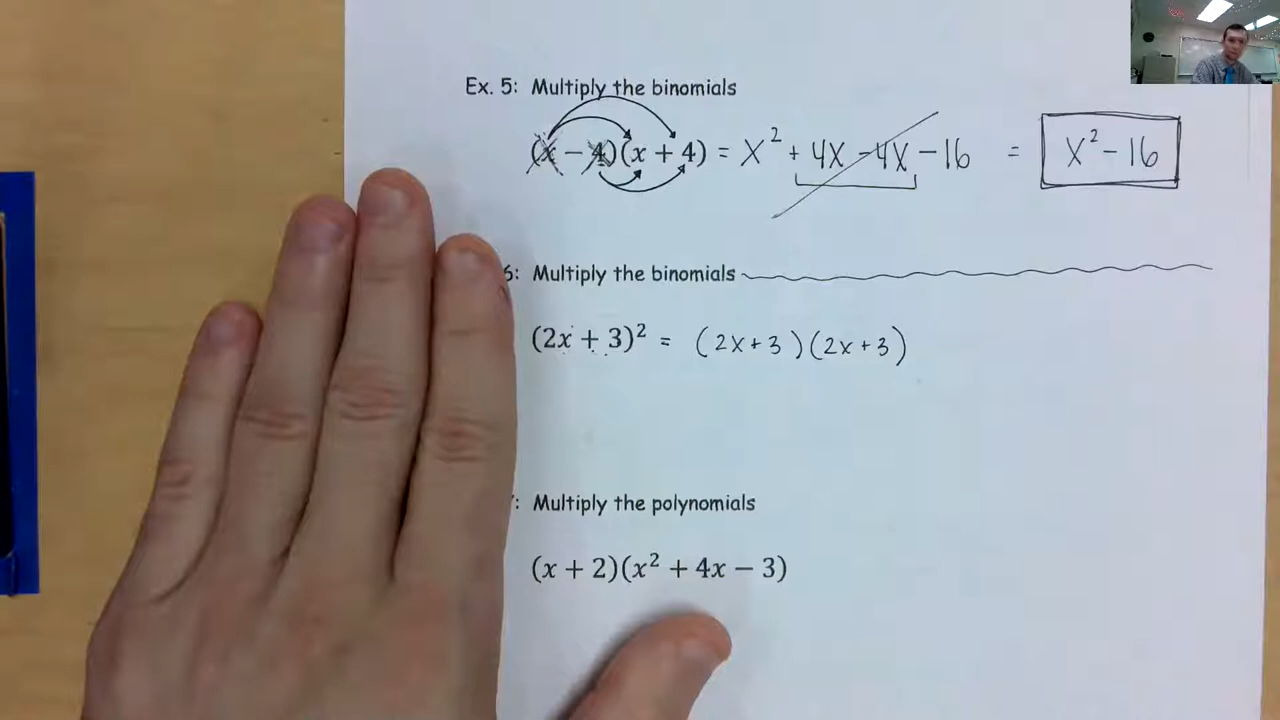 Ex. 5: Multiply the binomials
(x − 4)(x + 4) = x² + 4x − 4x − 16 = x² − 16
6: Multiply the binomials
(2x + 3)² = (2x + 3)(2x + 3)
: Multiply the polynomials
(x + 2)(x² + 4x − 3)